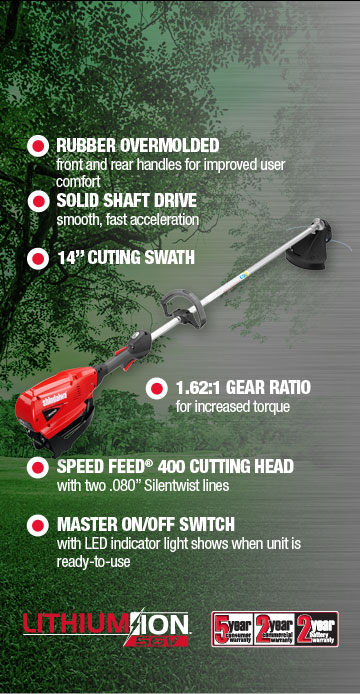 RUBBER OVERMOLDED
front and rear handles for improved user
comfort
SOLID SHAFT DRIVE
smooth, fast acceleration
14” CUTING SWATH
shindaiwa
1.62:1 GEAR RATIO
for increased torque
SPEED FEED® 400 CUTTING HEAD
with two .080” Silentwist lines
MASTER ON/OFF SWITCH
with LED indicator light shows when unit is
ready-to-use
LITHIUM ION
56V
5 year consumer warranty
2 year commercial warranty
2 year battery warranty